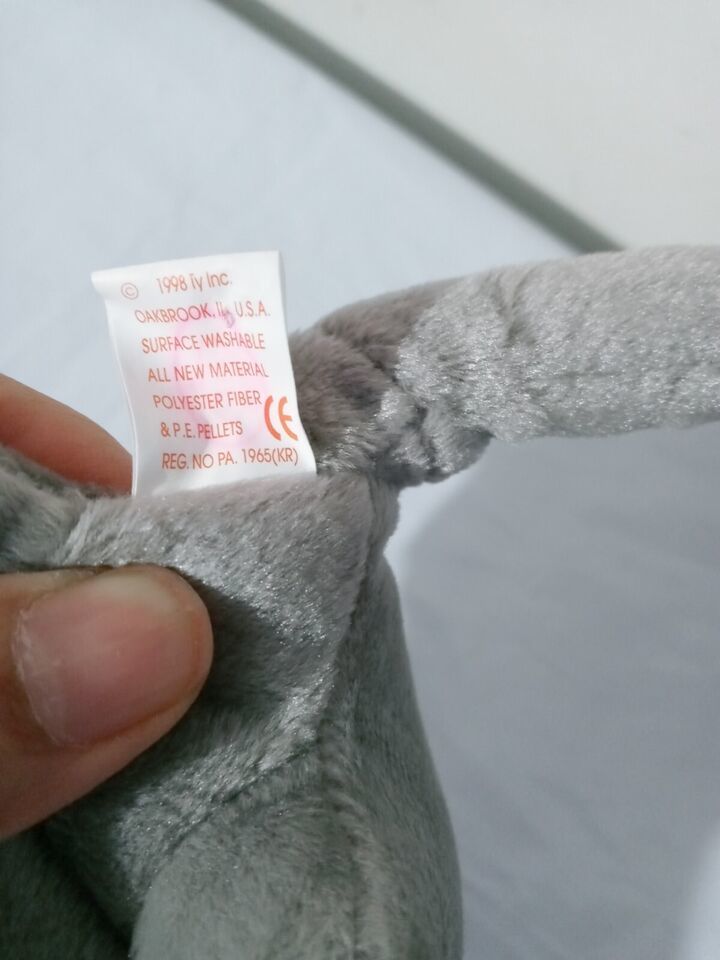 © 1998 Ty Inc.
OAKBROOK. IL, U.S.A.
SURFACE WASHABLE
ALL NEW MATERIAL
POLYESTER FIBER
& P.E. PELLETS CE
REG. NO PA. 1965(KR)